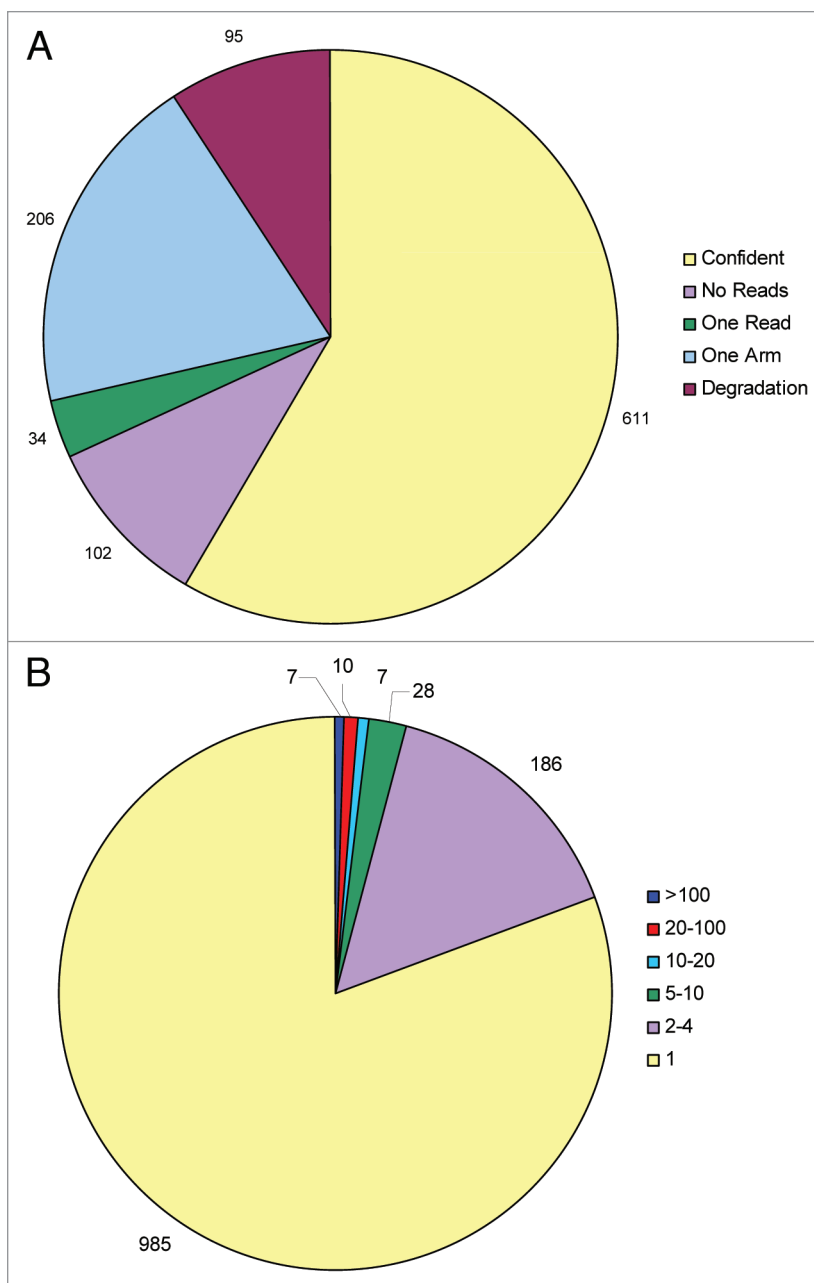 A
95
206
34
102
611
Confident
No Reads
One Read
One Arm
Degradation
B
7
10
7
28
186
985
>100
20-100
10-20
5-10
2-4
1